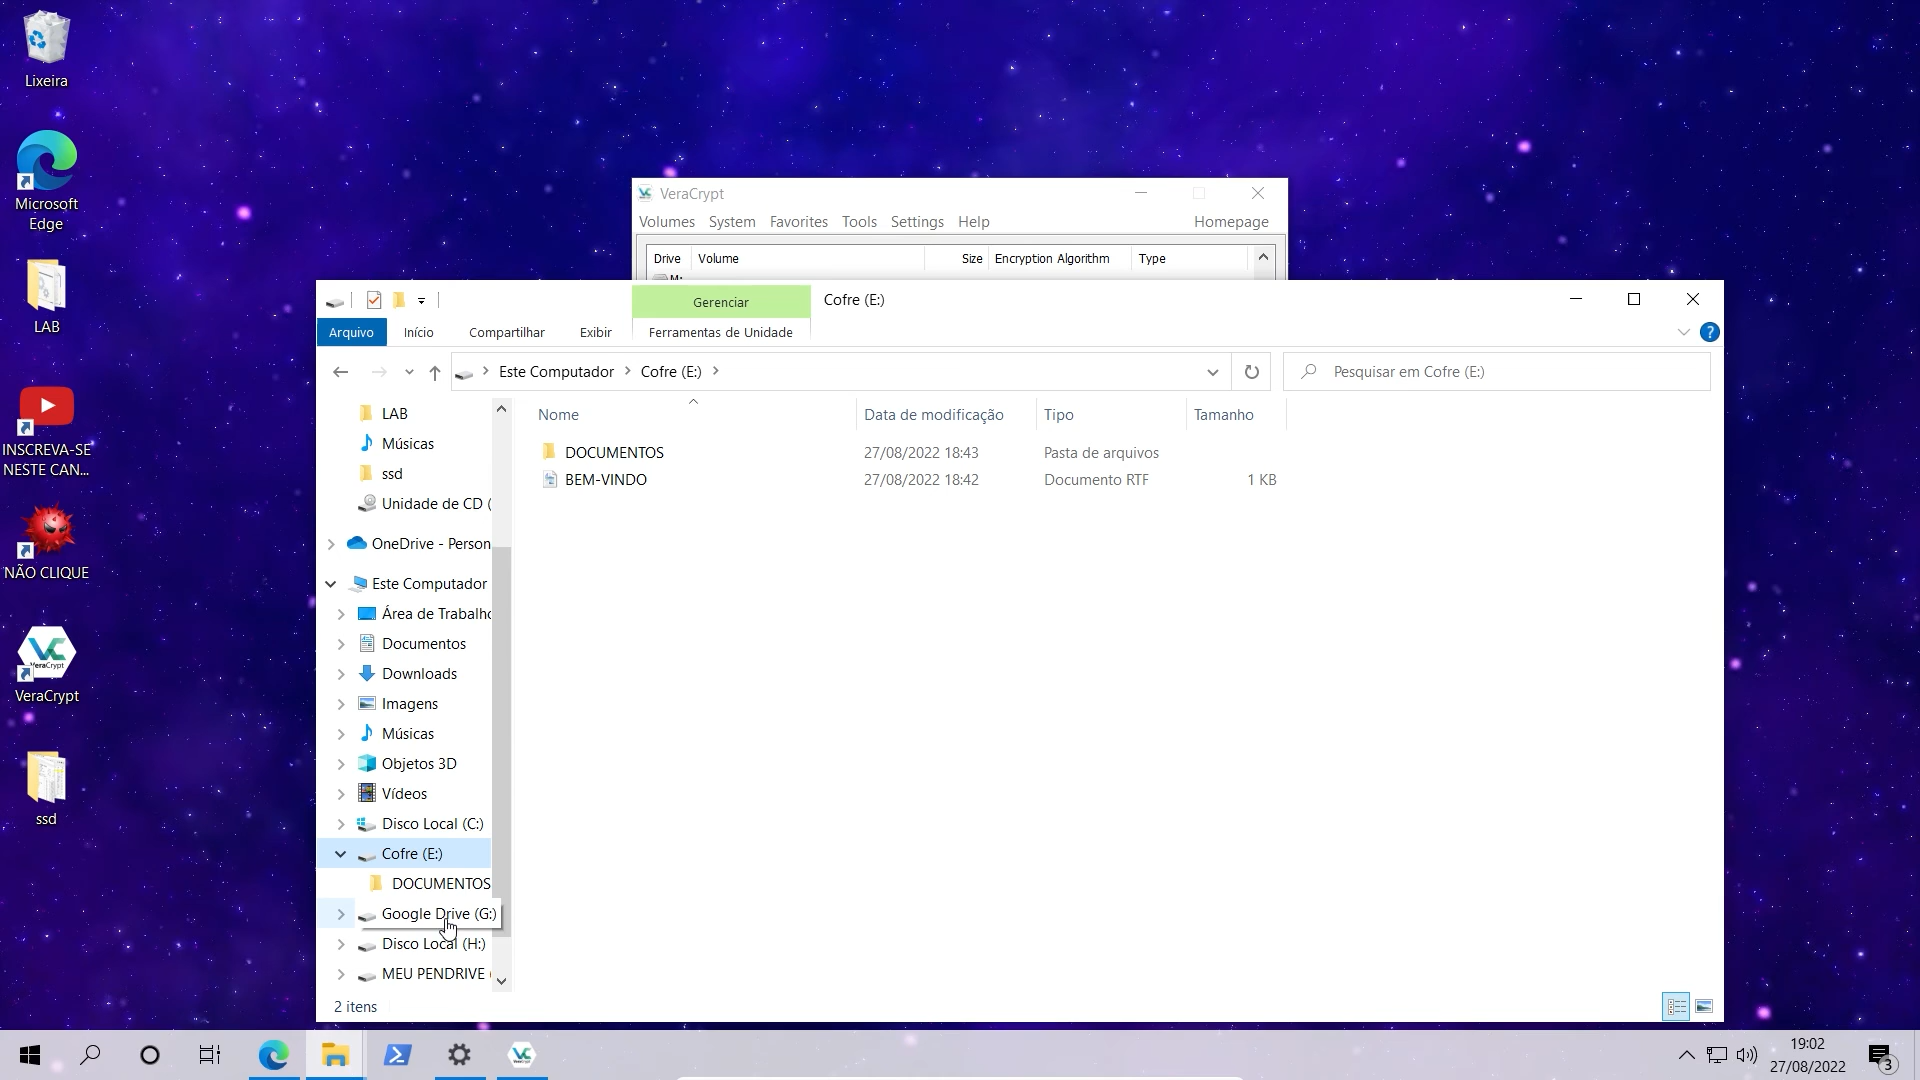 Lixeira
Microsoft
Edge
LAB
INSCREVA-SE
NESTE CAN...
NÃO CLIQUE
VeraCrypt
VeraCrypt
ssd
VeraCrypt
Volumes System Favorites Tools Settings Help Homepage
Drive Volume Size Encryption Algorithm Type
M:
Gerenciar Cofre (E:)
Arquivo Início Compartilhar Exibir Ferramentas de Unidade
Este Computador Cofre (E:) Pesquisar em Cofre (E:)
Nome Data de modificação Tipo Tamanho
DOCUMENTOS 27/08/2022 18:43 Pasta de arquivos
BEM-VINDO 27/08/2022 18:42 Documento RTF 1 KB
LAB
Músicas
ssd
Unidade de CD (
OneDrive - Person
Este Computador
Área de Trabalho
Documentos
Downloads
Imagens
Músicas
Objetos 3D
Vídeos
Disco Local (C:)
Cofre (E:)
DOCUMENTOS
Google Drive (G:)
Disco Local (H:)
MEU PENDRIVE (
2 itens
19:02
27/08/2022
3